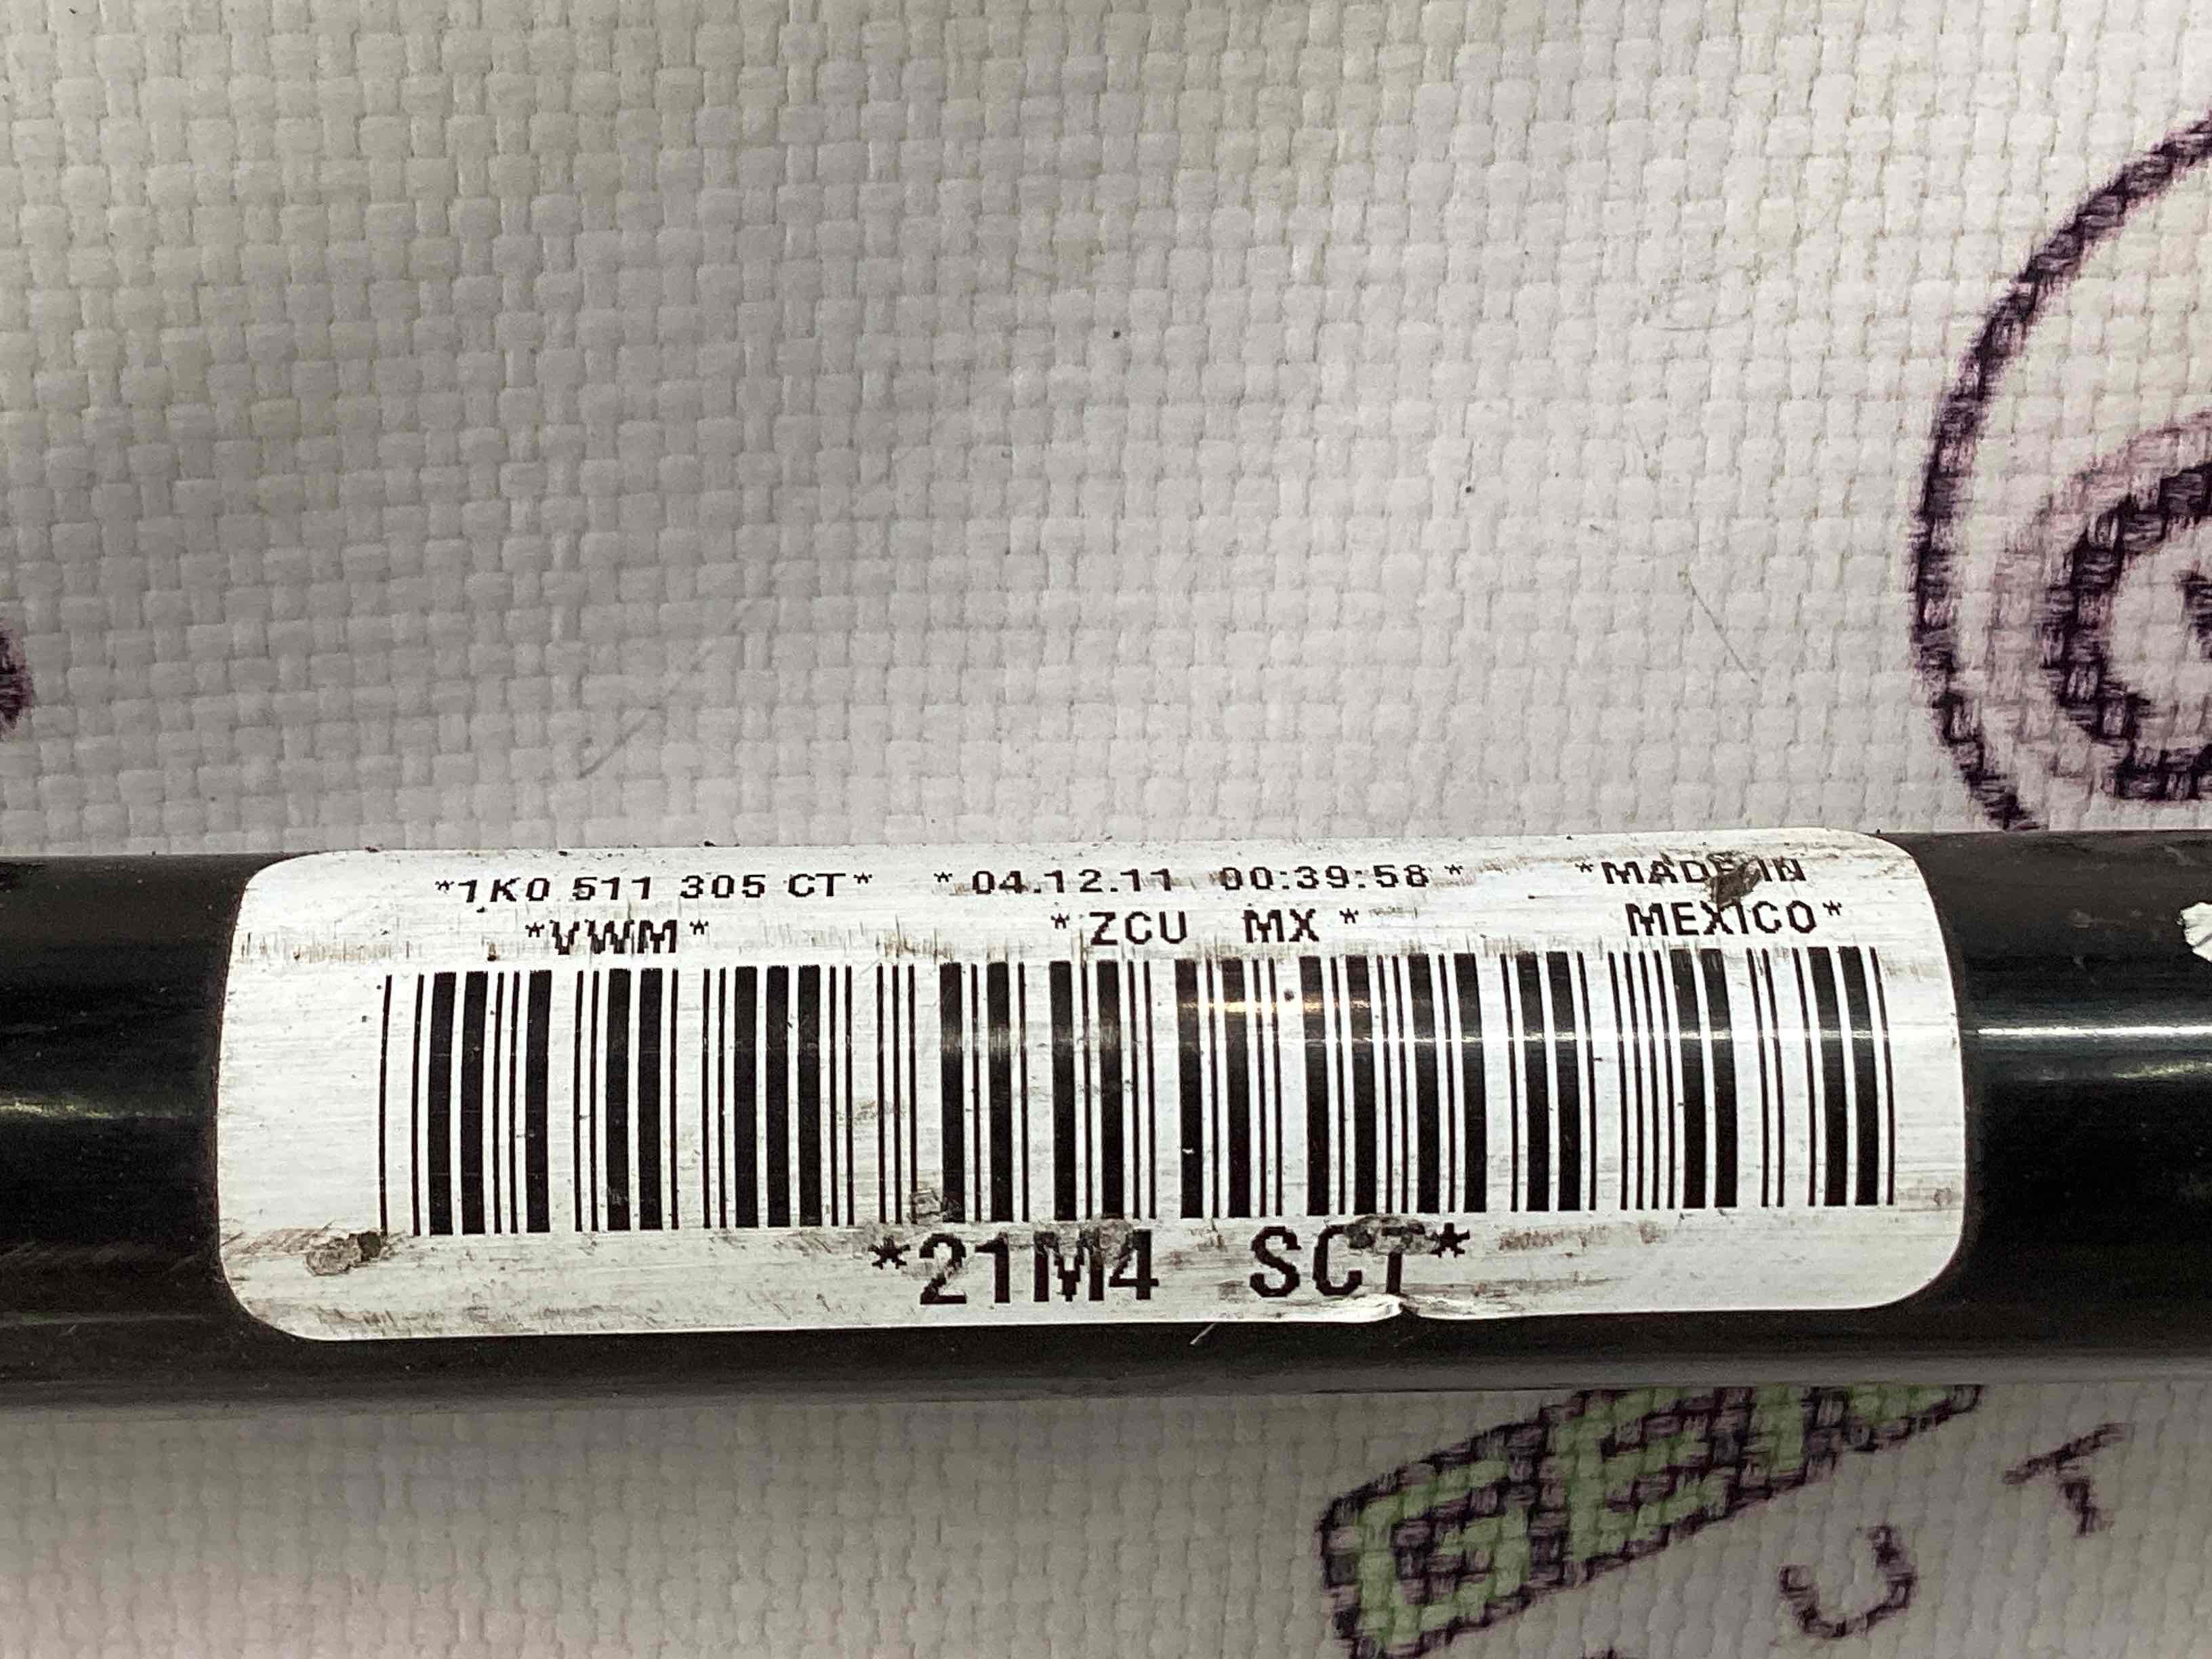 *1K0 511 305 CT* * 04.12.11 00:39:58 * *MADE IN
*VWM* * ZCU MX * MEXICO*
*21M4 SCT*